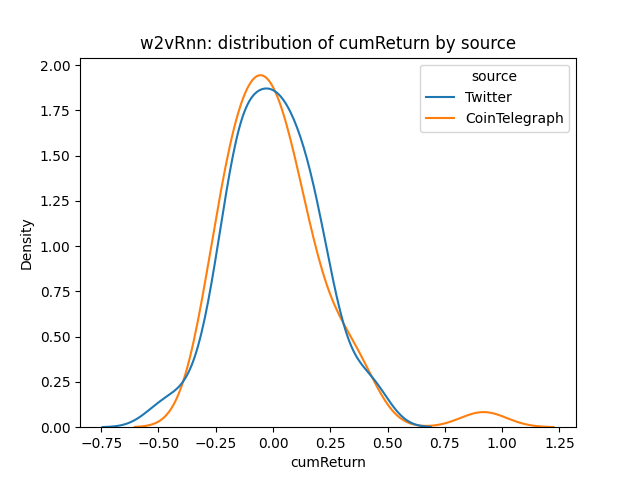 w2vRnn: distribution of cumReturn by source
source
Twitter
CoinTelegraph
Density
2.00
1.75
1.50
1.25
1.00
0.75
0.50
0.25
0.00
−0.75 −0.50 −0.25 0.00 0.25 0.50 0.75 1.00 1.25
cumReturn